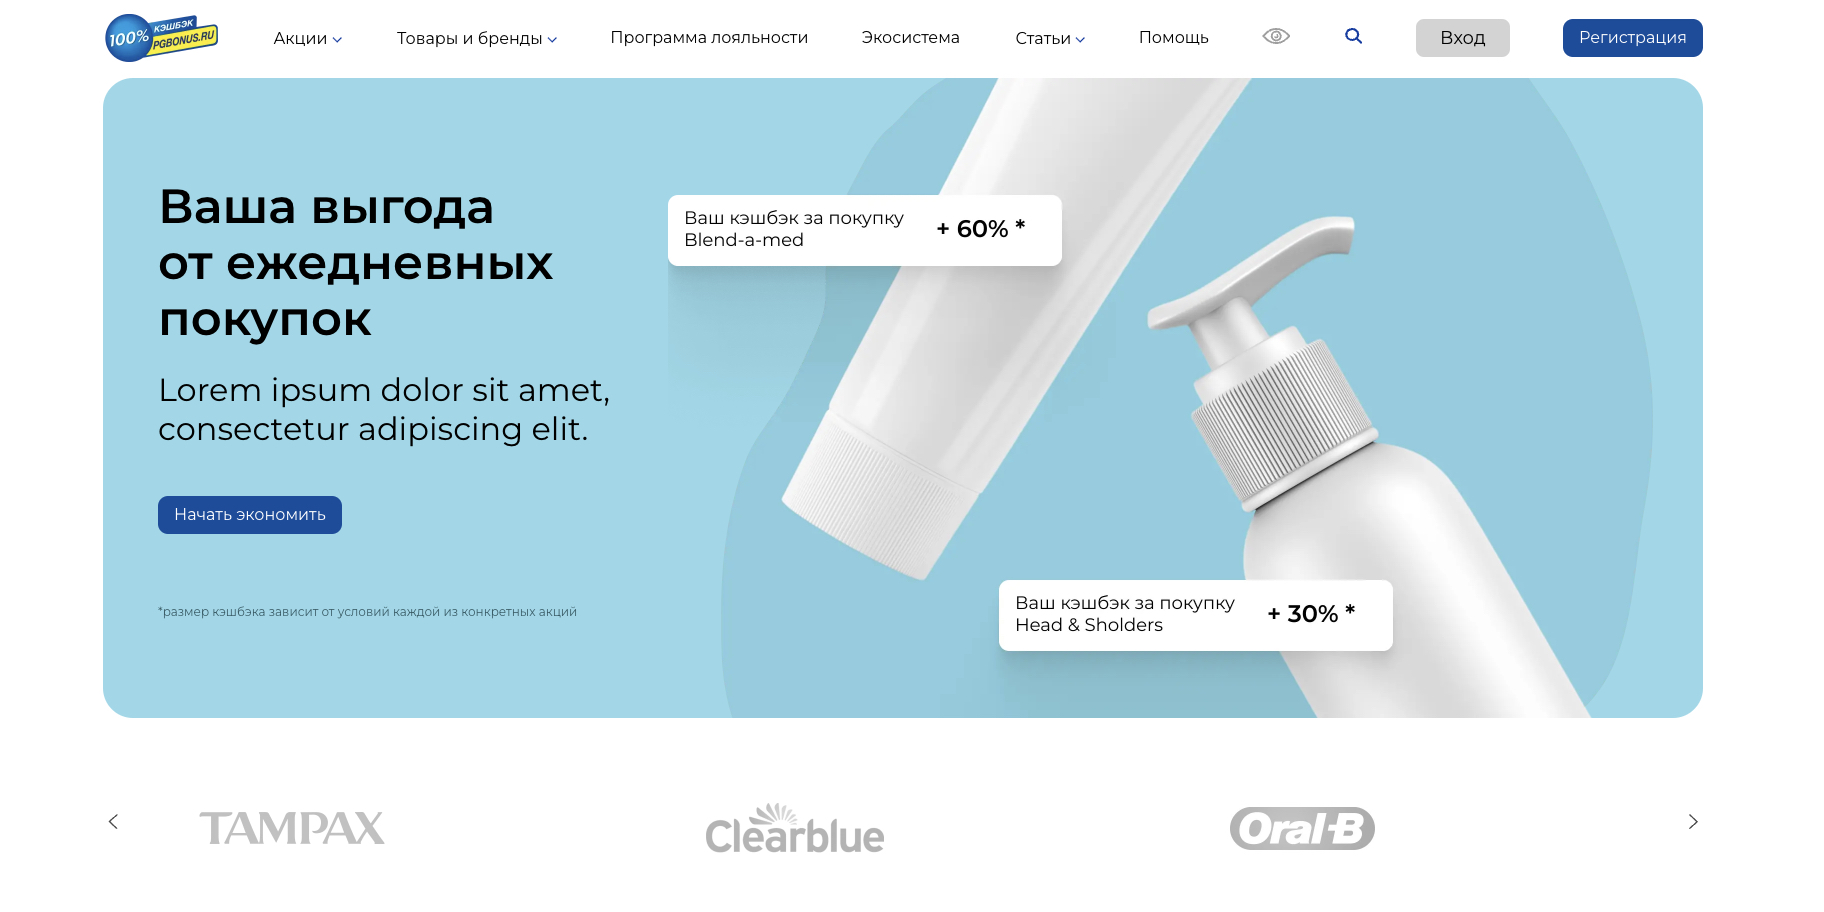 100%
КЭШБЭК
PGBONUS.RU
Акции
Товары и бренды
Программа лояльности
Экосистема
Статьи
Помощь
Вход
Регистрация
Ваша выгода
от ежедневных
покупок
Lorem ipsum dolor sit amet,
consectetur adipiscing elit.
Начать экономить
*размер кэшбэка зависит от условий каждой из конкретных акций
Ваш кэшбэк за покупку
Blend-a-med
+ 60% *
Ваш кэшбэк за покупку
Head & Sholders
+ 30% *
TAMPAX
Clearblue
Oral-B